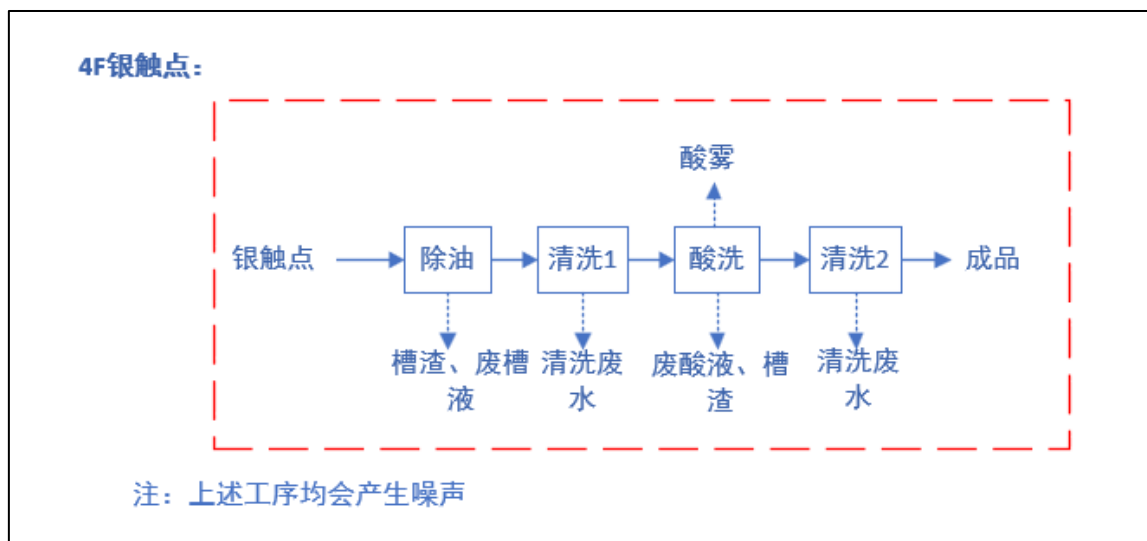 4F银触点：
酸雾
银触点
除油
清洗1
酸洗
清洗2
成品
槽渣、废槽
液
清洗废
水
废酸液、槽
渣
清洗废
水
注：上述工序均会产生噪声